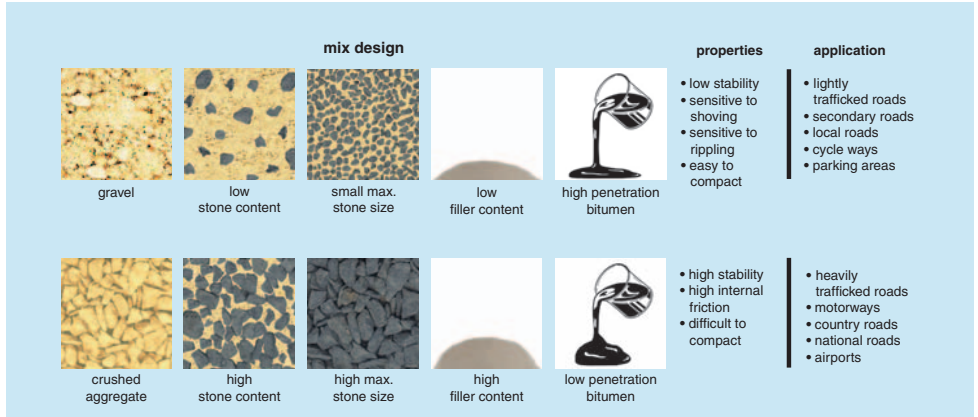 mix design
properties
application
gravel
low
stone content
small max.
stone size
low
filler content
high penetration
bitumen
• low stability
• sensitive to
shoving
• sensitive to
rippling
• easy to
compact
• lightly
trafficked roads
• secondary roads
• local roads
• cycle ways
• parking areas
crushed
aggregate
high
stone content
high max.
stone size
high
filler content
low penetration
bitumen
• high stability
• high internal
friction
• difficult to
compact
• heavily
trafficked roads
• motorways
• country roads
• national roads
• airports